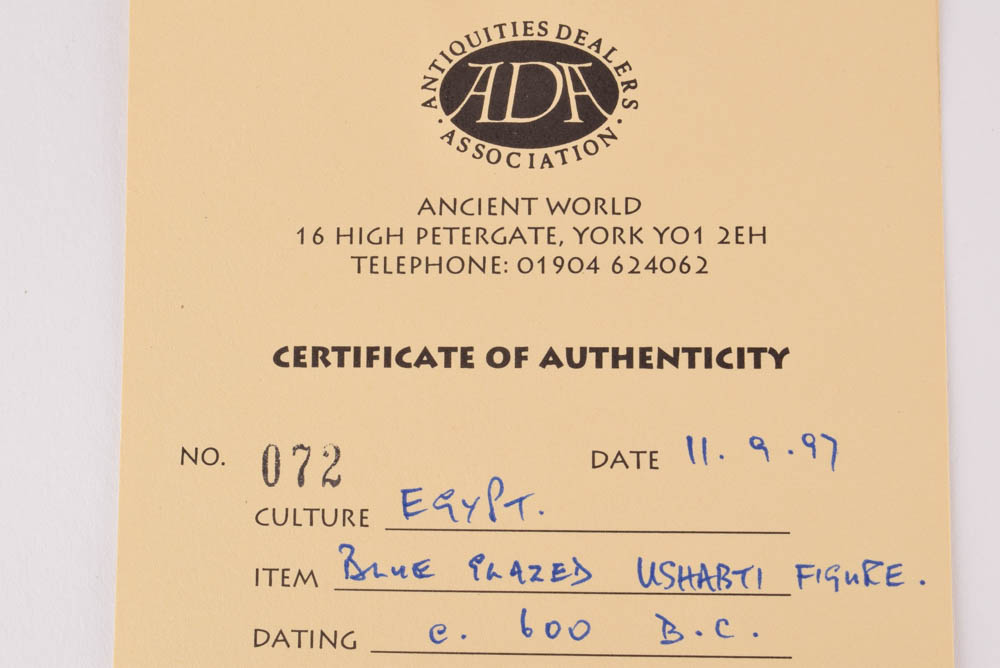 ANTIQUITIES DEALERS
ADA
· ASSOCIATION ·
ANCIENT WORLD
16 HIGH PETERGATE, YORK YO1 2EH
TELEPHONE: 01904 624062
CERTIFICATE OF AUTHENTICITY
NO. 072 DATE 11.9.97
CULTURE EGYPT.
ITEM BLUE GLAZED USHABTI FIGURE.
DATING c. 600 B.C.